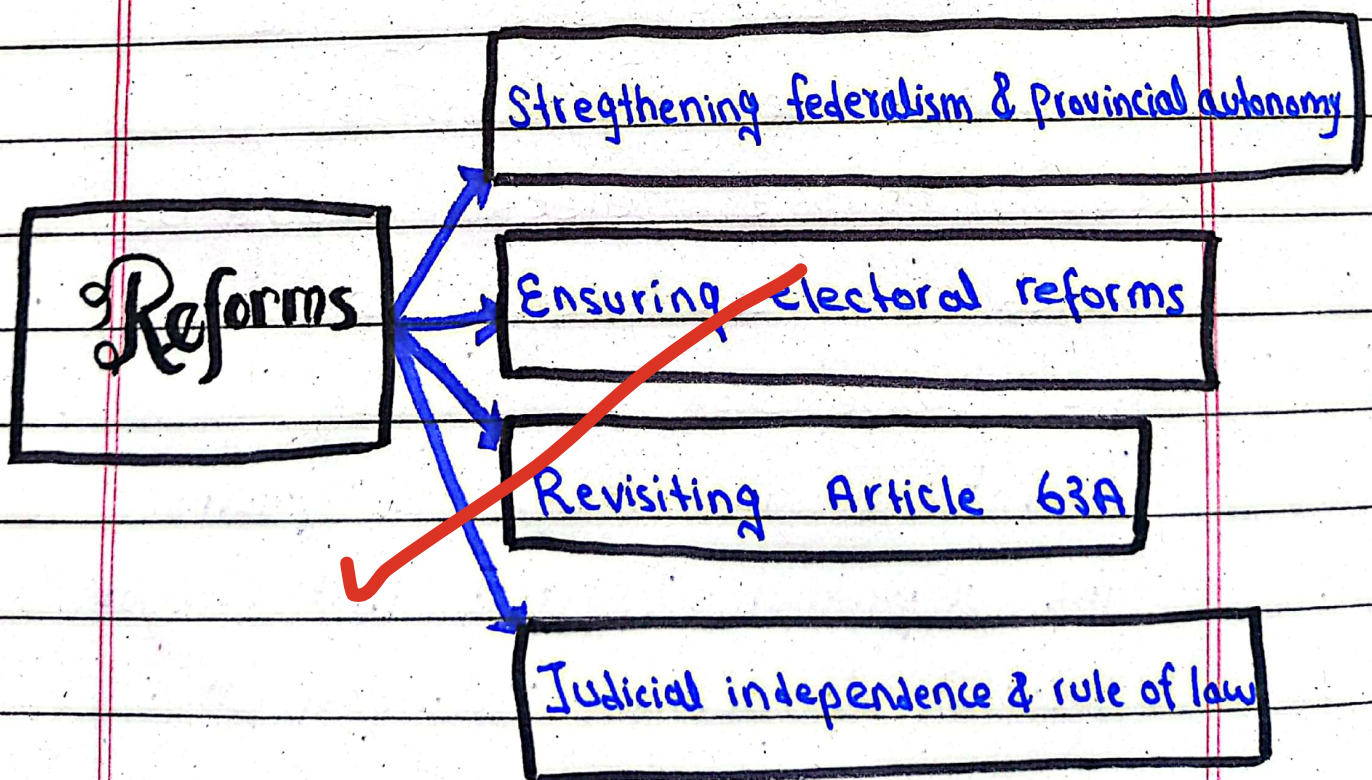 Stregthening federalism & Provincial autonomy
Reforms
Ensuring electoral reforms
Revisiting Article 63A
Judicial independence & rule of law